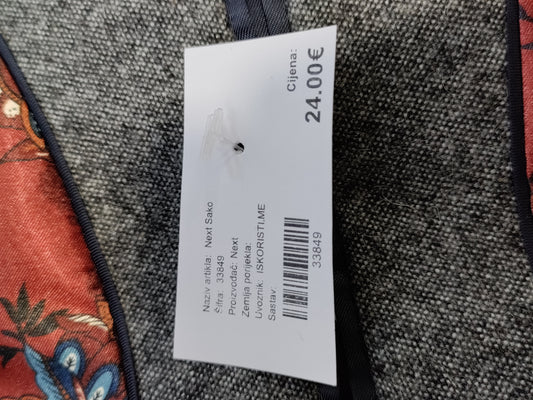 Naziv artikla: Next Sako
Šifra: 33849
Proizvođač: Next
Zemlja porijekla:
Uvoznik: ISKORISTI.ME
Sastav:
33849
Cijena:
24.00€